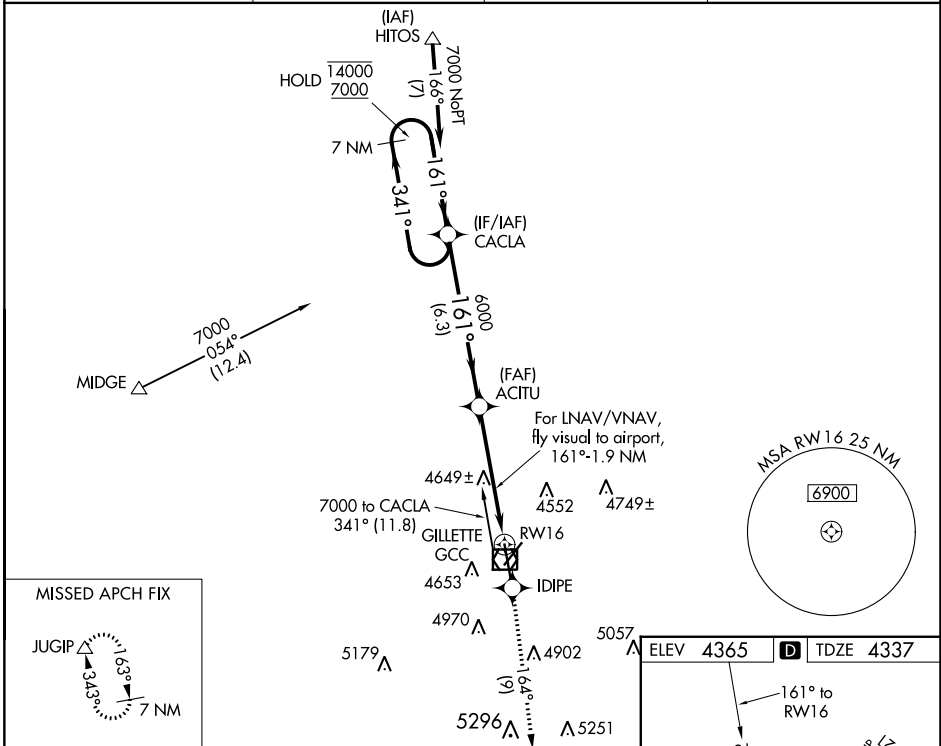 (IAF)
HITOS
7000 NoPT
166°
(7)
HOLD 14000
7000
7 NM
161°
341°
(IF/IAF)
CACLA
6000
161°
(6.3)
7000
054°
(12.4)
MIDGE
(FAF)
ACITU
For LNAV/VNAV,
fly visual to airport,
161°-1.9 NM
MSA RW16 25 NM
6900
4649±
4552
4749±
7000 to CACLA
341° (11.8)
GILLETTE
GCC
RW16
4653
IDIPE
4970
5179
4902
5057
164°
(9)
5296
5251
MISSED APCH FIX
JUGIP
163°
343°
7 NM
ELEV 4365
D
TDZE 4337
161° to
RW16